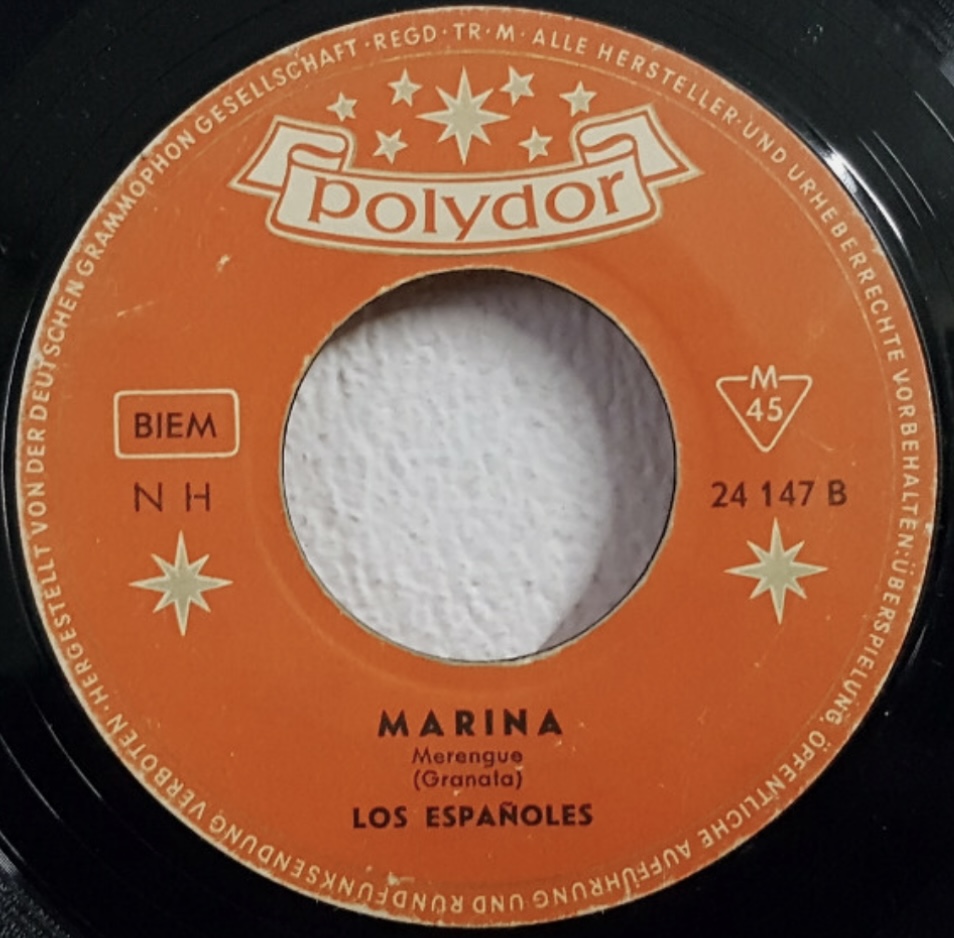 HERGESTELLT VON DER DEUTSCHEN GRAMMOPHON GESELLSCHAFT · REGD · TR · M · ALLE HERSTELLER- UND URHEBERRECHTE VORBEHALTEN: ÜBERSPIELUNG, ÖFFENTLICHE AUFFÜHRUNG UND RUNDFUNKSENDUNG VERBOTEN ·
polydor
BIEM
N H
M
45
24 147 B
MARINA
Merengue
(Granata)
LOS ESPAÑOLES